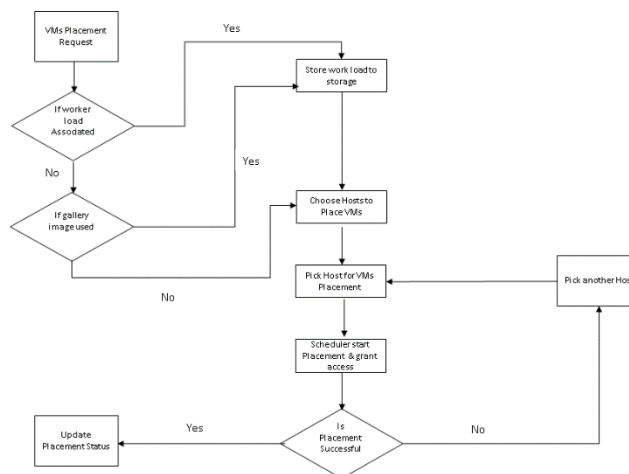 VMs Placement
Request
Yes
Store work load to
storage
If worker
load
Assodated
No
Yes
If gallery
image used
Choose Hosts to
Place VMs
No
Pick Host for VMs
Placement
Pick another Host
Scheduler start
Placement & grant
access
Update
Placement Status
Yes
Is
Placement
Successful
No